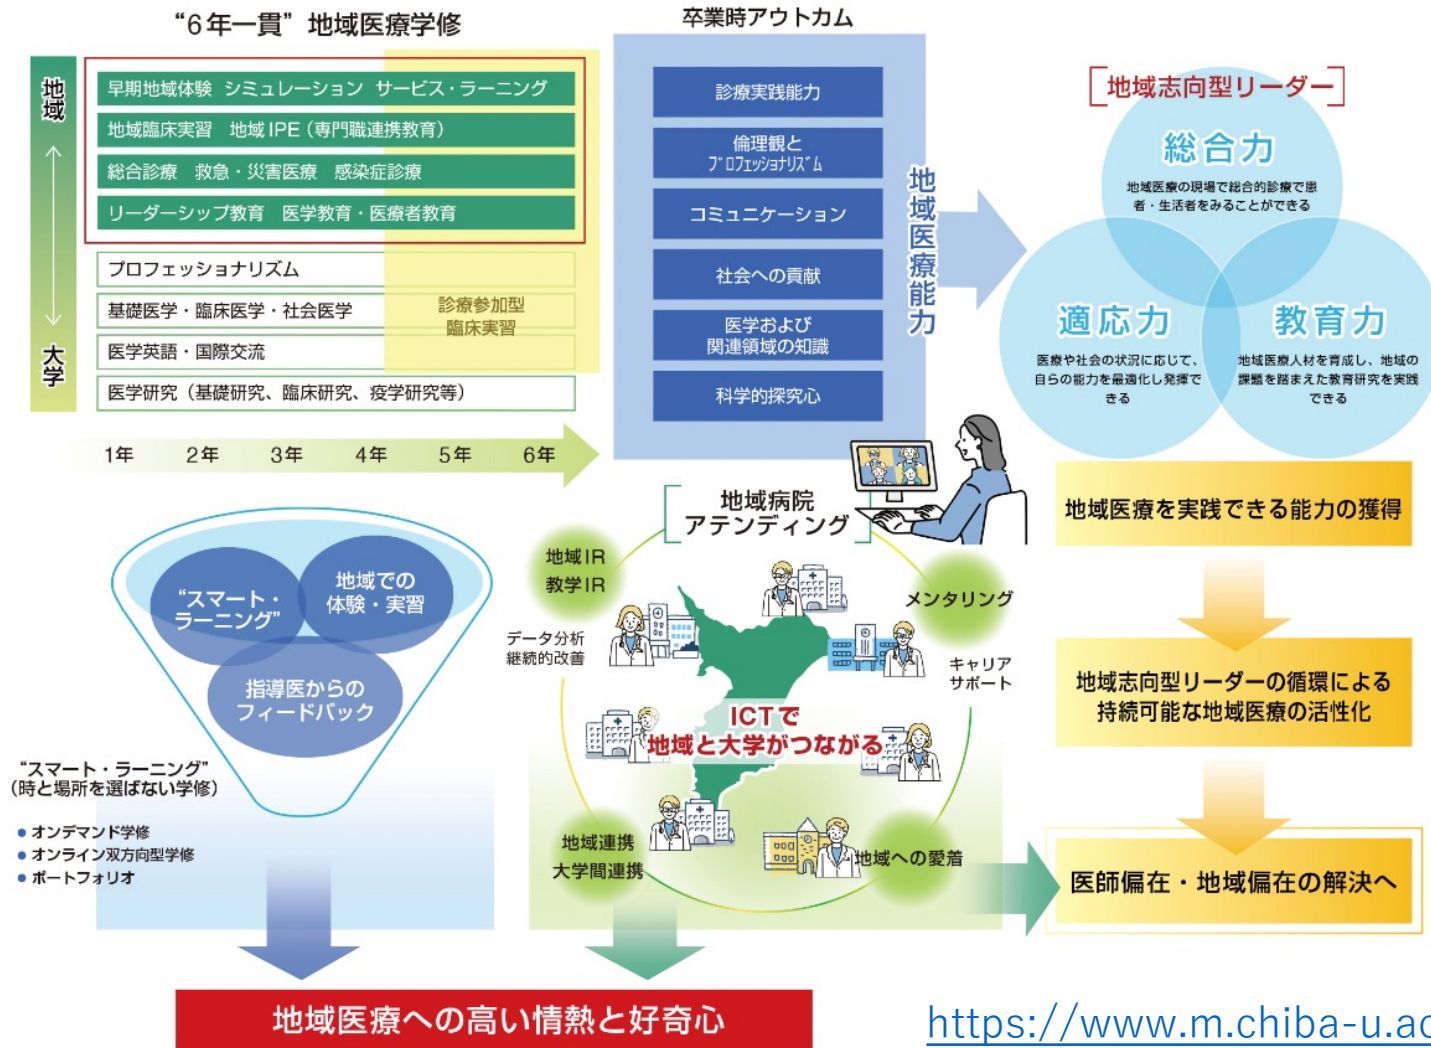 “6年一貫” 地域医療学修
地域
大学
早期地域体験 シミュレーション サービス・ラーニング
地域臨床実習 地域 IPE（専門職連携教育）
総合診療 救急・災害医療 感染症診療
リーダーシップ教育 医学教育・医療者教育
プロフェッショナリズム
基礎医学・臨床医学・社会医学
医学英語・国際交流
医学研究（基礎研究、臨床研究、疫学研究等）
診療参加型
臨床実習
1年 2年 3年 4年 5年 6年
卒業時アウトカム
診療実践能力
倫理観と
プロフェッショナリズム
コミュニケーション
社会への貢献
医学および
関連領域の知識
科学的探究心
地域医療能力
地域志向型リーダー
総合力
地域医療の現場で総合的診療で患
者・生活者をみることができる
適応力
医療や社会の状況に応じて、
自らの能力を最適化し発揮で
きる
教育力
地域医療人材を育成し、地域の
課題を踏まえた教育研究を実践
できる
“スマート・
ラーニング”
地域での
体験・実習
指導医からの
フィードバック
“スマート・ラーニング”
（時と場所を選ばない学修）
● オンデマンド学修
● オンライン双方向型学修
● ポートフォリオ
地域病院
アテンディング
地域IR
教学IR
データ分析
継続的改善
メンタリング
キャリア
サポート
ICTで
地域と大学がつながる
地域連携
大学間連携
地域への愛着
地域医療を実践できる能力の獲得
地域志向型リーダーの循環による
持続可能な地域医療の活性化
医師偏在・地域偏在の解決へ
地域医療への高い情熱と好奇心
https://www.m.chiba-u.ac